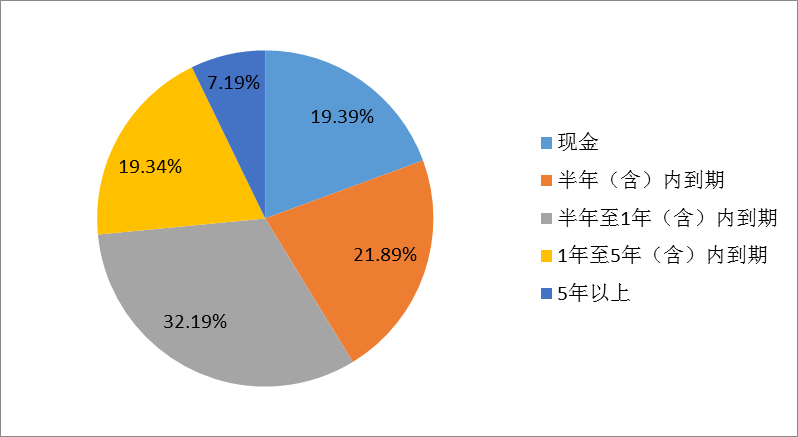 7.19%
19.39%
19.34%
21.89%
32.19%
现金
半年（含）内到期
半年至1年（含）内到期
1年至5年（含）内到期
5年以上